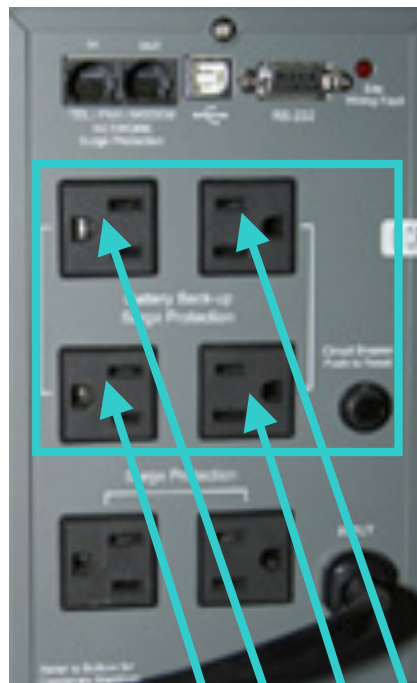 IN OUT
TEL / FAX / MODEM
NETWORK
Surge Protection
RS-232
Site
Wiring Fault
Battery Back-up
Surge Protection
Circuit Breaker
Push to Reset
Surge Protection
INPUT